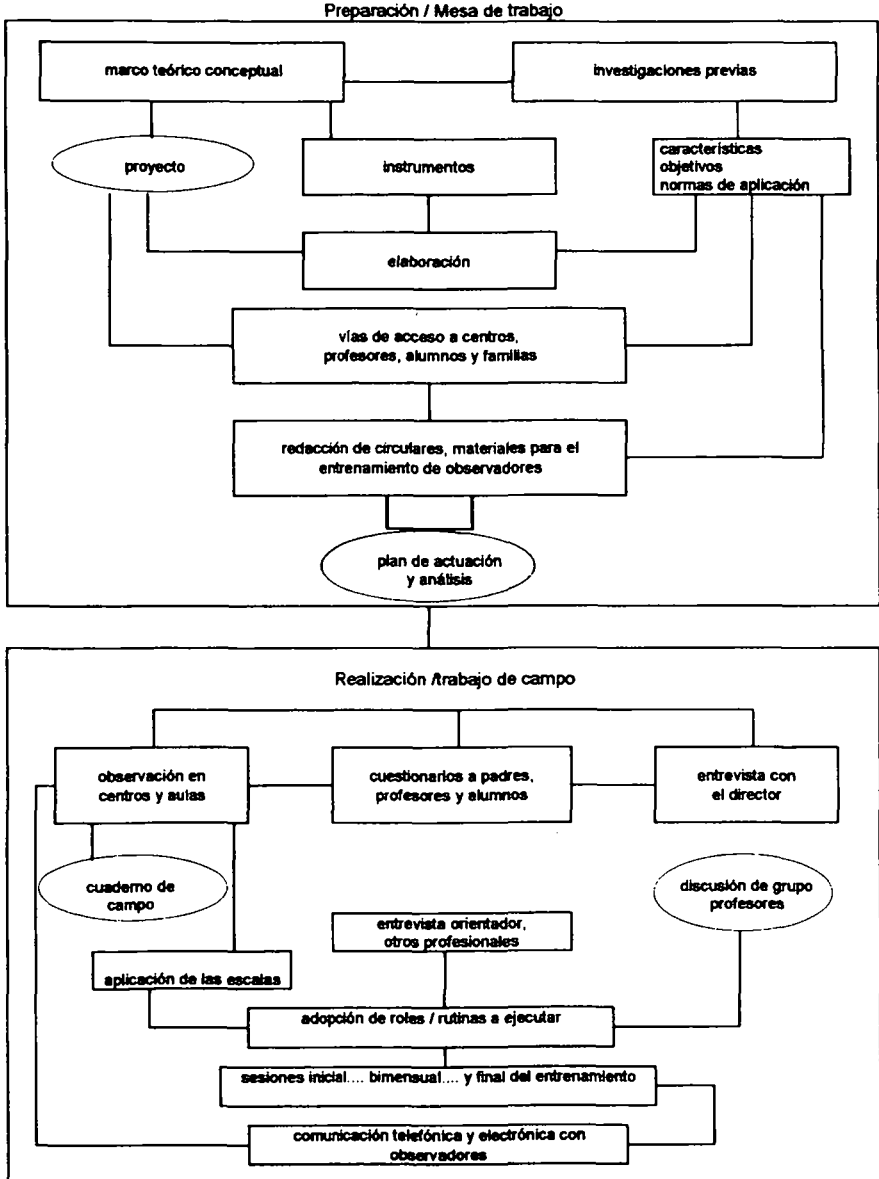 Preparación / Mesa de trabajo
marco teórico conceptual
investigaciones previas
proyecto
instrumentos
características
objetivos
normas de aplicación
elaboración
vías de acceso a centros,
profesores, alumnos y familias
redacción de circulares, materiales para el
entrenamiento de observadores
plan de actuación
y análisis
Realización /trabajo de campo
observación en
centros y aulas
cuestionarios a padres,
profesores y alumnos
entrevista con
el director
cuaderno de
campo
discusión de grupo
profesores
entrevista orientador,
otros profesionales
aplicación de las escalas
adopción de roles / rutinas a ejecutar
sesiones inicial.... bimensual.... y final del entrenamiento
comunicación telefónica y electrónica con
observadores